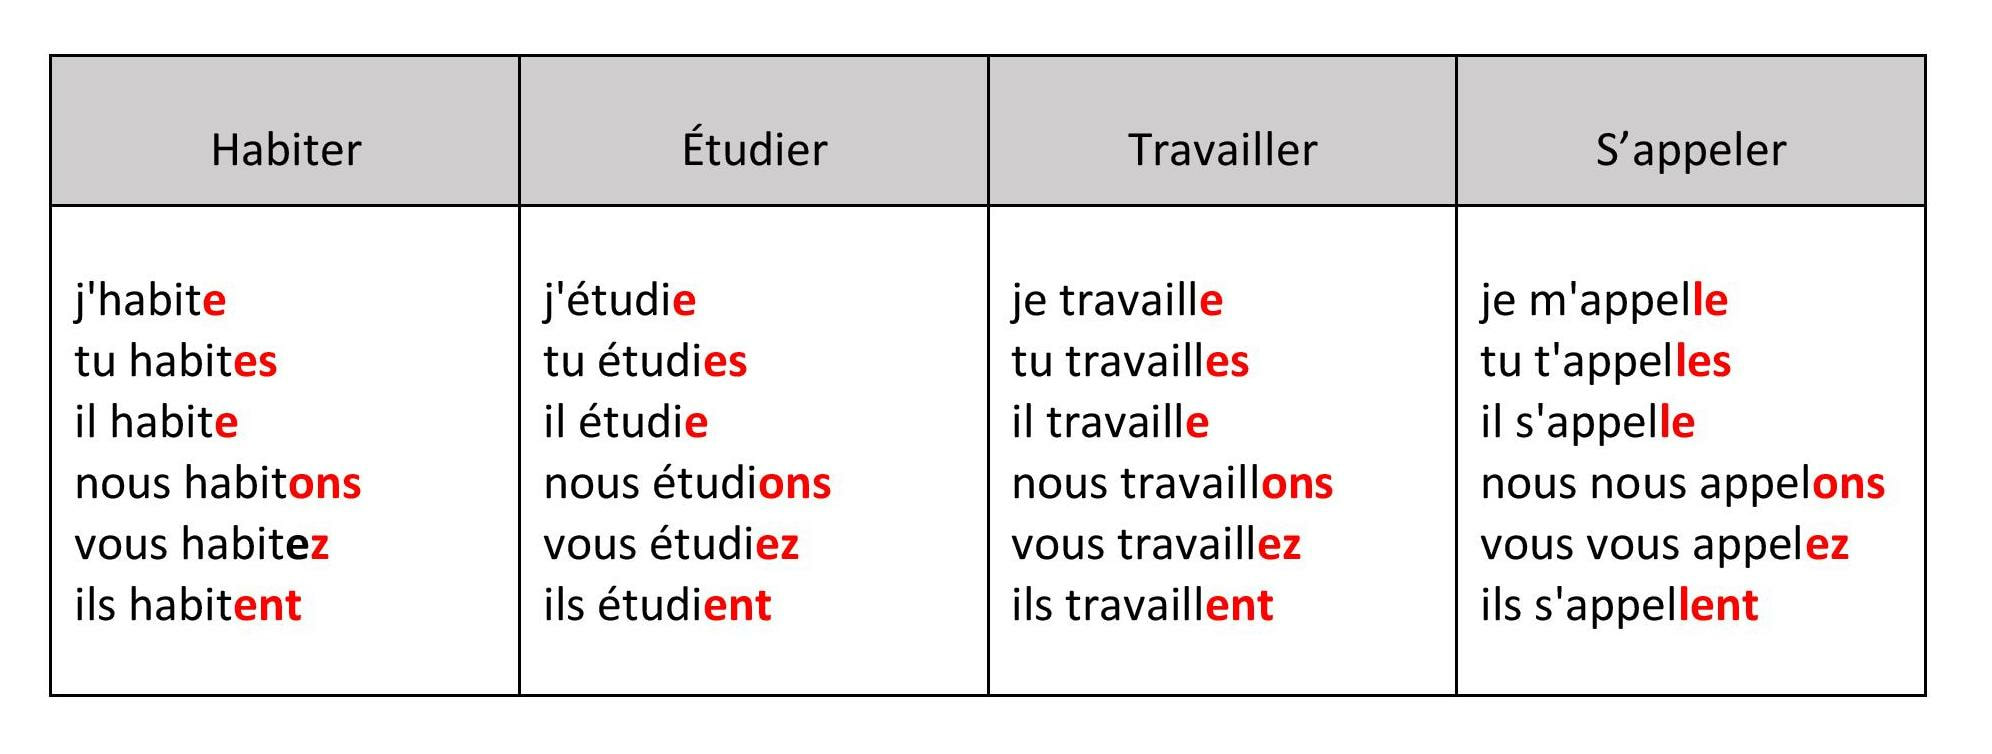 Habiter
Étudier
Travailler
S’appeler
j'habite
tu habites
il habite
nous habitons
vous habitez
ils habitent
j'étudie
tu étudies
il étudie
nous étudions
vous étudiez
ils étudient
je travaille
tu travailles
il travaille
nous travaillons
vous travaillez
ils travaillent
je m'appelle
tu t'appelles
il s'appelle
nous nous appelons
vous vous appelez
ils s'appellent